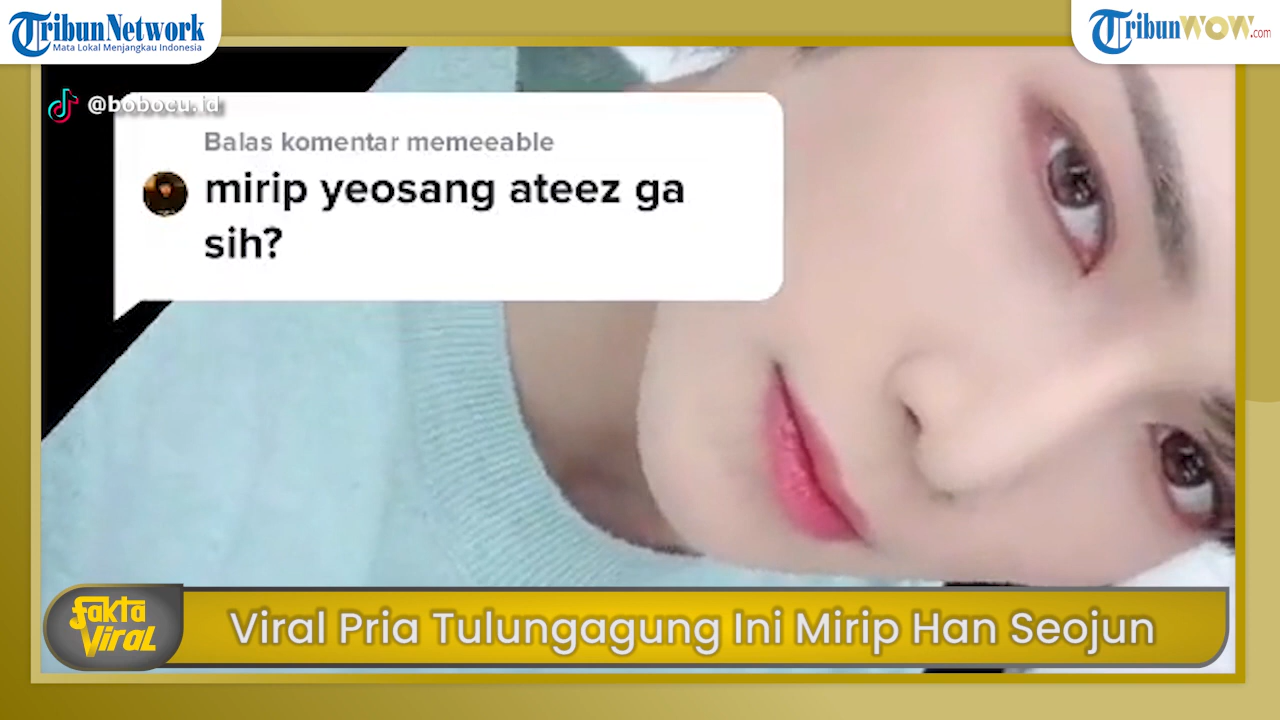 TribunNetwork
Mata Lokal Menjangkau Indonesia
TribunWOW.com
@bobocu.id
Balas komentar memeeable
mirip yeosang ateez ga
sih?
Fakta
Viral
Viral Pria Tulungagung Ini Mirip Han Seojun